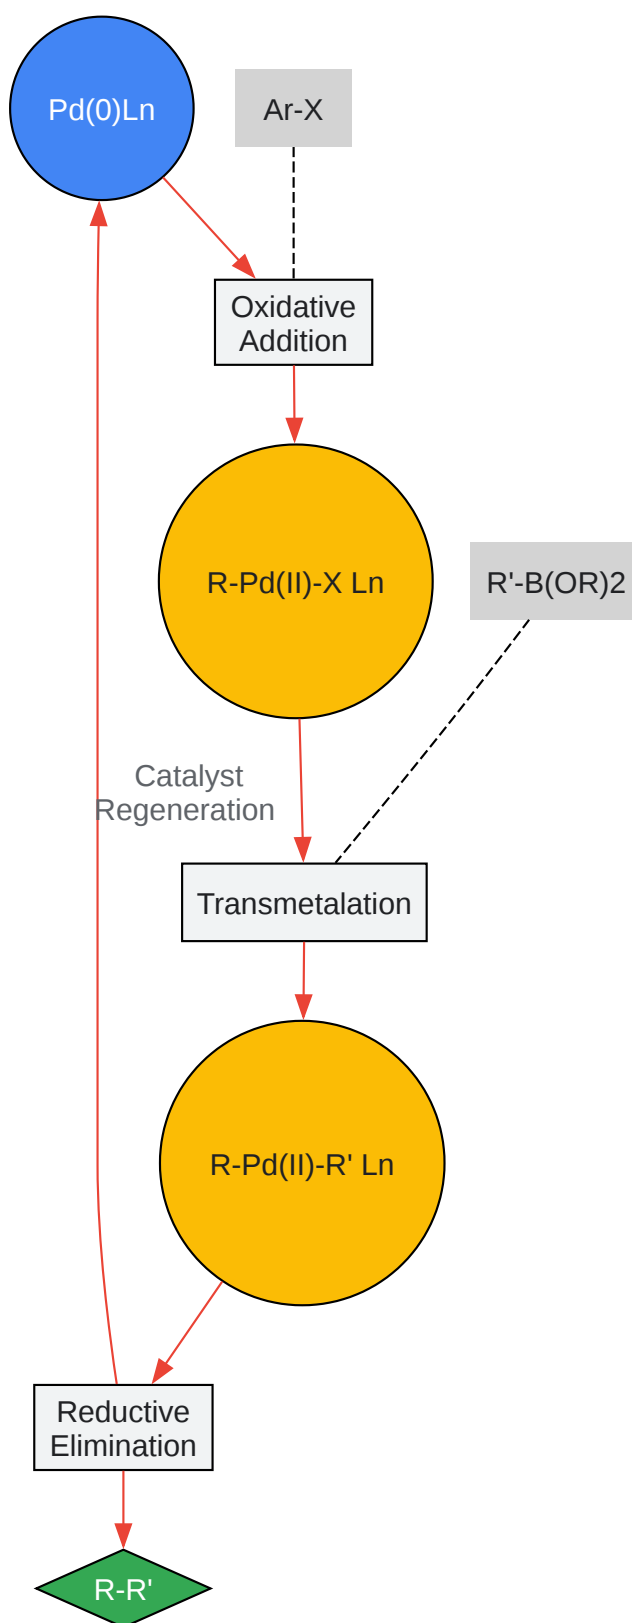 Pd(0)Ln
Ar-X
Oxidative
Addition
R-Pd(II)-X Ln
R'-B(OR)2
Catalyst
Regeneration
Transmetalation
R-Pd(II)-R' Ln
Reductive
Elimination
R-R'